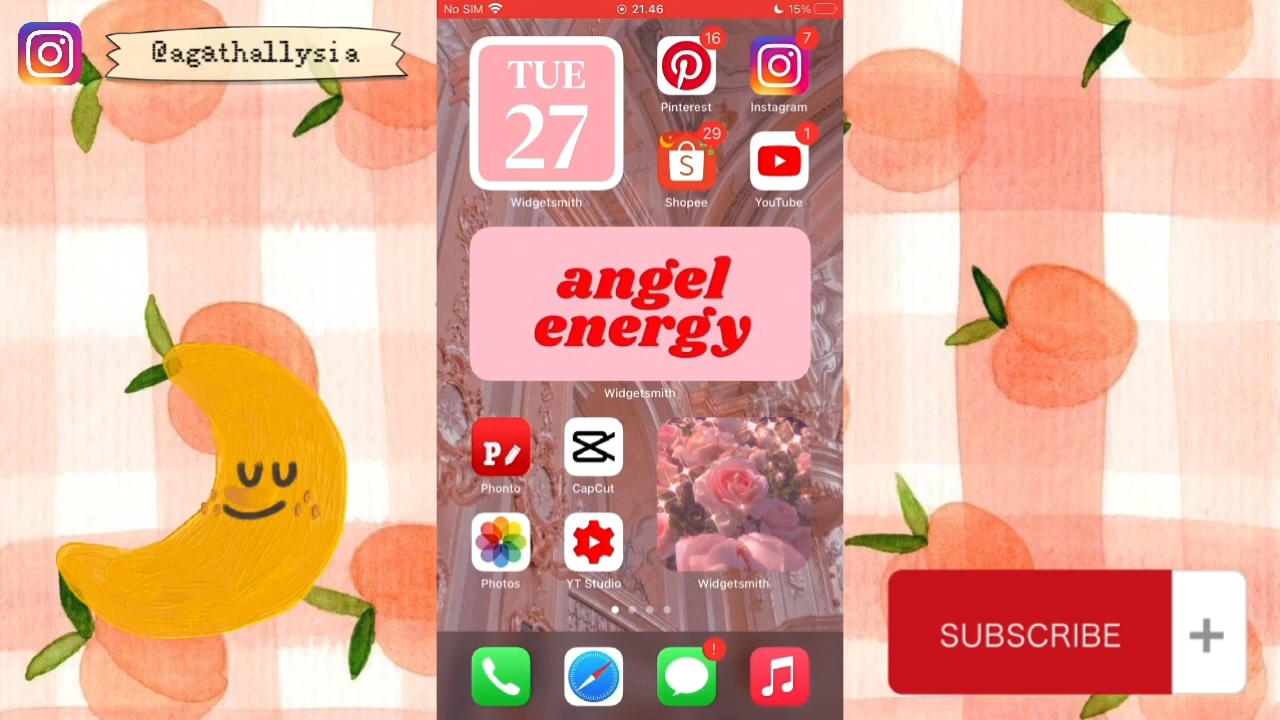 @agathallysia
No SIM 21.46 15%
TUE
27
Widgetsmith
16
Pinterest
7
Instagram
29
S
Shopee
1
YouTube
angel
energy
Widgetsmith
P
Phonto
CapCut
Photos
YT Studio
Widgetsmith
!
SUBSCRIBE +